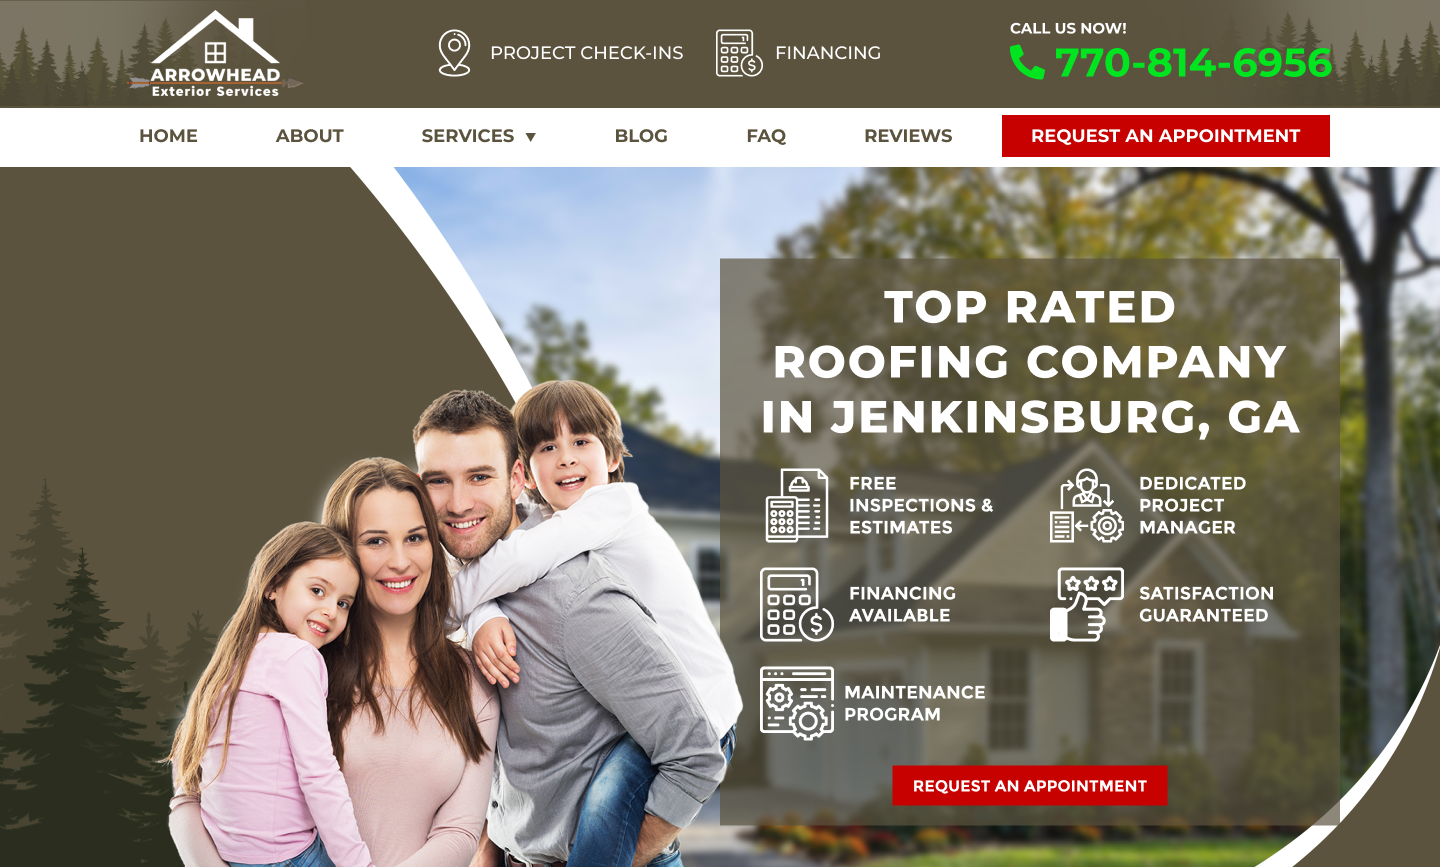 ARROWHEAD
Exterior Services
PROJECT CHECK-INS
FINANCING
CALL US NOW!
770-814-6956
HOME
ABOUT
SERVICES ▼
BLOG
FAQ
REVIEWS
REQUEST AN APPOINTMENT
TOP RATED
ROOFING COMPANY
IN JENKINSBURG, GA
FREE
INSPECTIONS &
ESTIMATES
DEDICATED
PROJECT
MANAGER
FINANCING
AVAILABLE
SATISFACTION
GUARANTEED
MAINTENANCE
PROGRAM
REQUEST AN APPOINTMENT